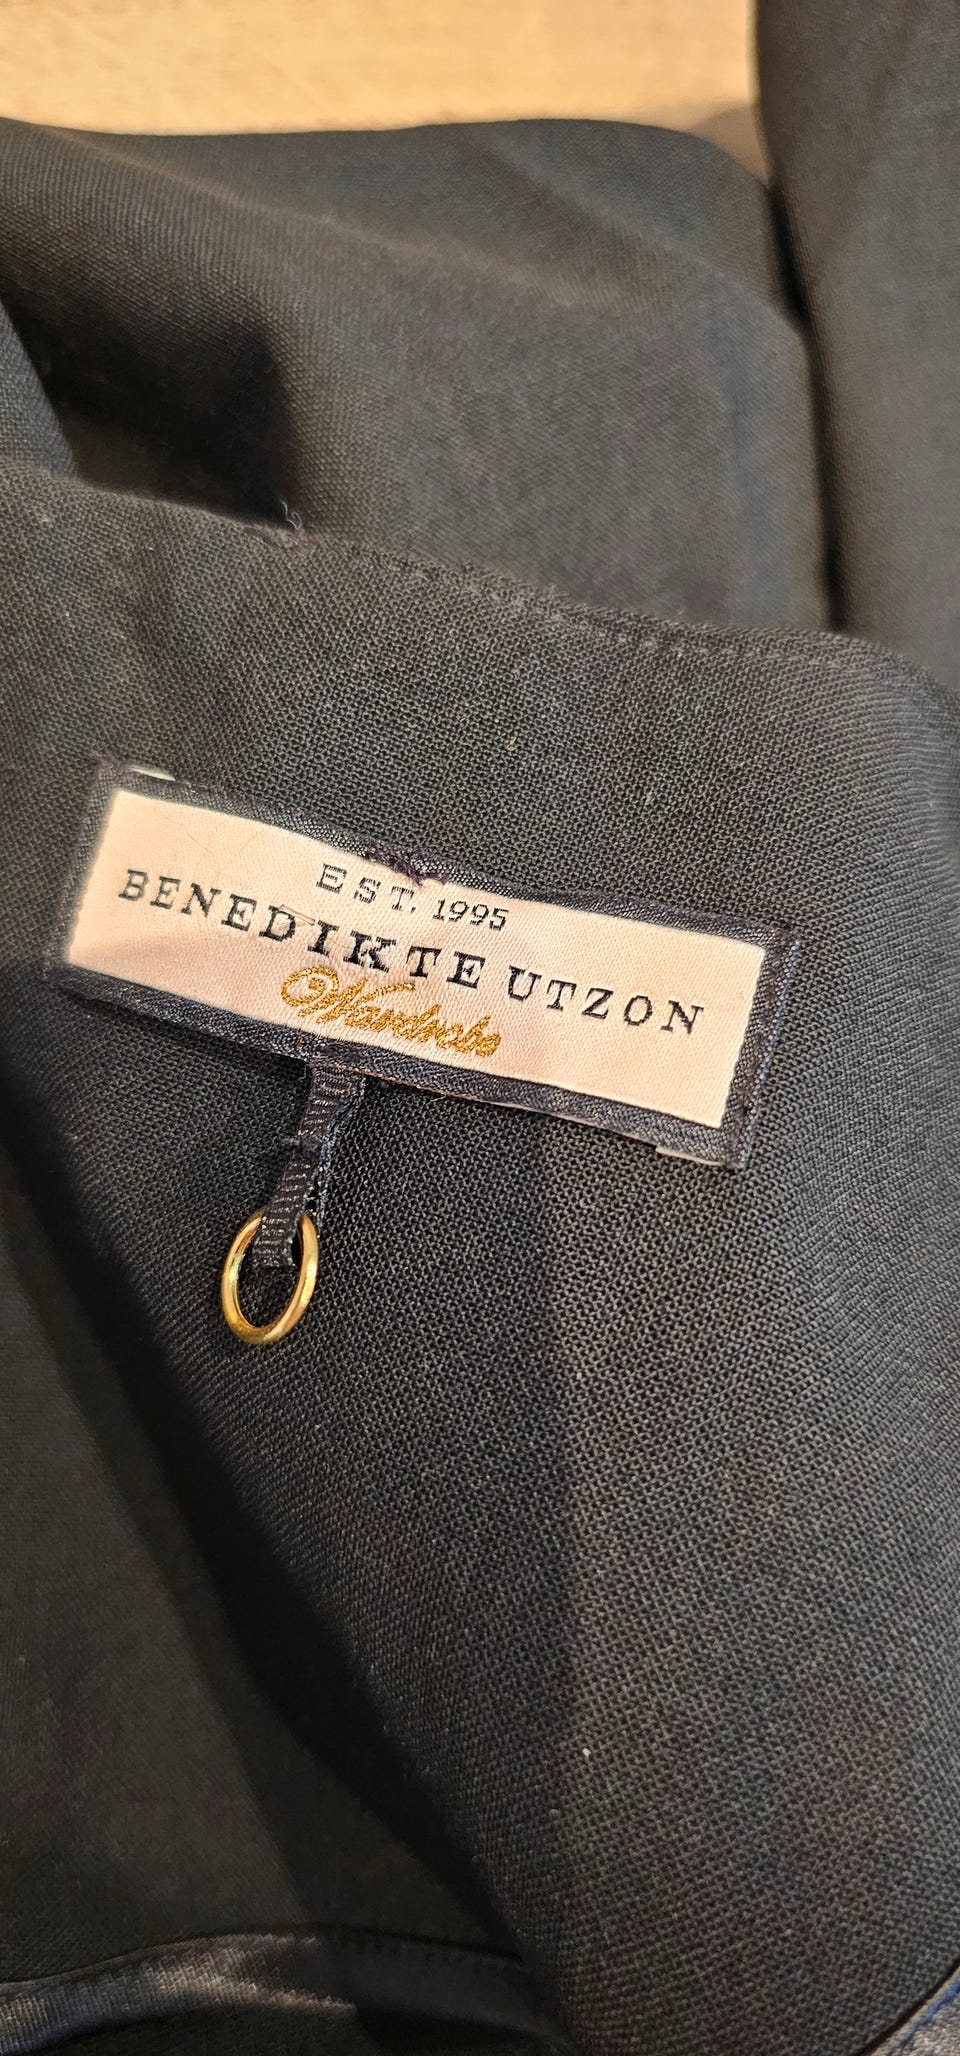 EST. 1995
BENEDIKTE UTZON
Wardrobe